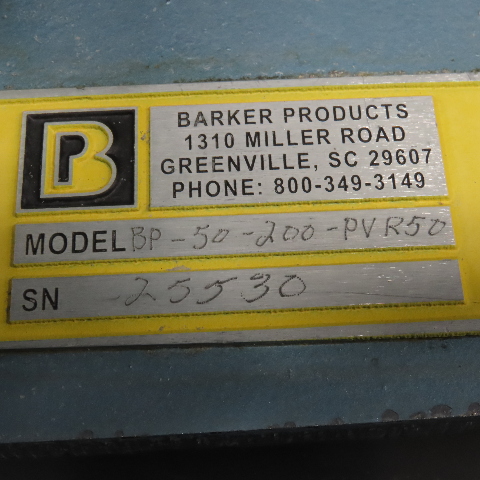 BP
BARKER PRODUCTS
1310 MILLER ROAD
GREENVILLE, SC 29607
PHONE: 800-349-3149
MODEL BP-50-200-PVR50
SN 25530